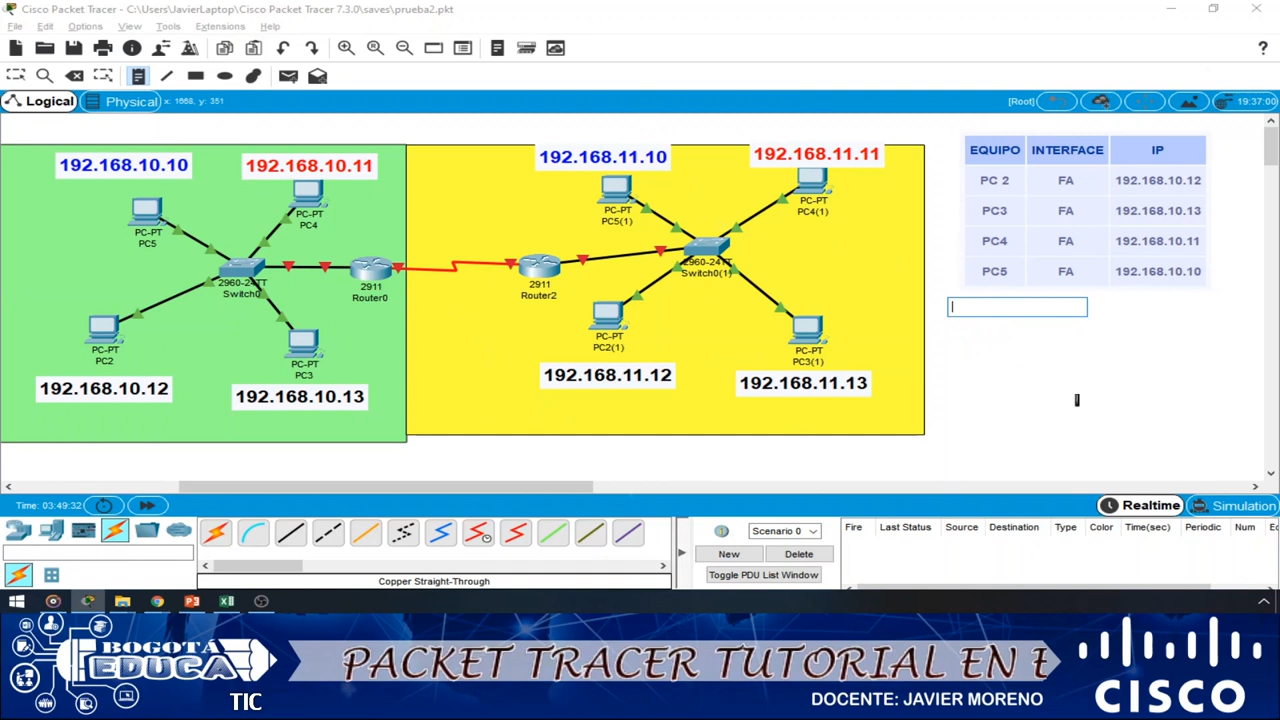 Cisco Packet Tracer - C:\Users\JavierLaptop\Cisco Packet Tracer 7.3.0\saves\prueba2.pkt
File Edit Options View Tools Extensions Help
Logical Physical x: 1668, y: 351 [Root] 19:37:00
192.168.10.10
192.168.10.11
192.168.11.10
192.168.11.11
PC-PT
PC5
PC-PT
PC4
2960-24TT
Switch0
2911
Router0
PC-PT
PC2
PC-PT
PC3
192.168.10.12
192.168.10.13
PC-PT
PC5(1)
PC-PT
PC4(1)
2911
Router2
2960-24TT
Switch0(1)
PC-PT
PC2(1)
PC-PT
PC3(1)
192.168.11.12
192.168.11.13
EQUIPO INTERFACE IP
PC 2 FA 192.168.10.12
PC3 FA 192.168.10.13
PC4 FA 192.168.10.11
PC5 FA 192.168.10.10
Time: 03:49:32 Realtime Simulation
Scenario 0
New Delete
Toggle PDU List Window
Fire Last Status Source Destination Type Color Time(sec) Periodic Num
Copper Straight-Through
BOGOTÁ
EDUCA
TIC
PACKET TRACER TUTORIAL EN E
DOCENTE: JAVIER MORENO
CISCO